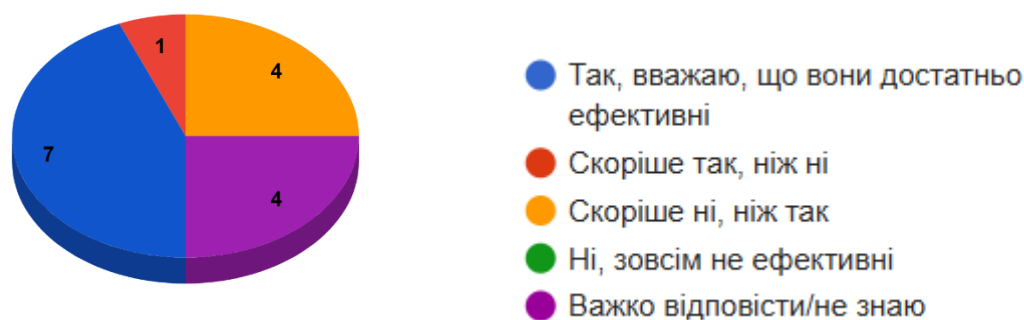 1
4
7
4
Так, вважаю, що вони достатньо
ефективні
Скоріше так, ніж ні
Скоріше ні, ніж так
Ні, зовсім не ефективні
Важко відповісти/не знаю